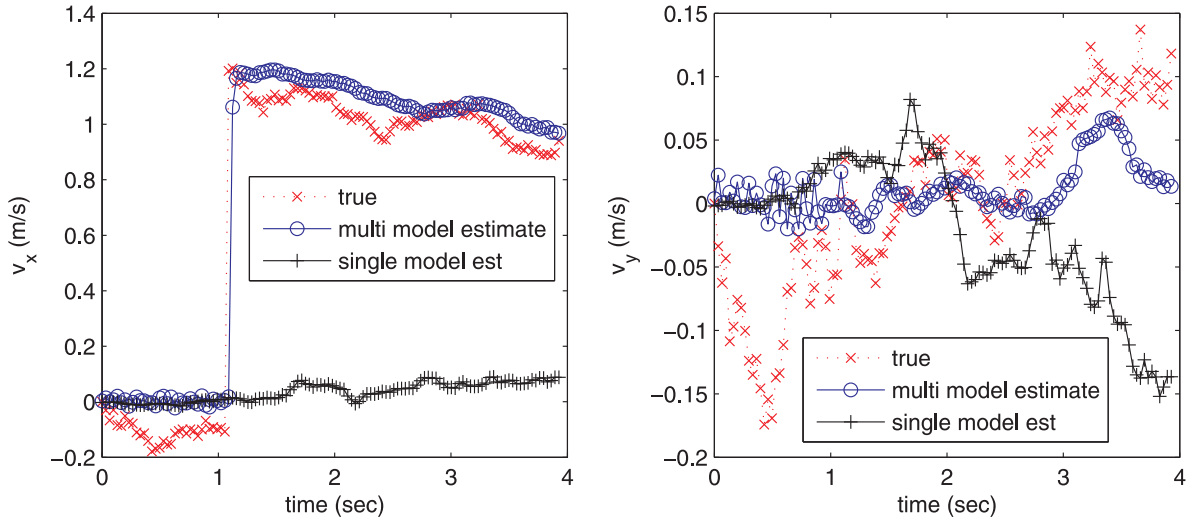 1.4
1.2
1
0.8
0.6
0.4
0.2
0
−0.2
v_x (m/s)
0 1 2 3 4
time (sec)
true
multi model estimate
single model est
0.15
0.1
0.05
0
−0.05
−0.1
−0.15
−0.2
v_y (m/s)
0 1 2 3 4
time (sec)
true
multi model estimate
single model est